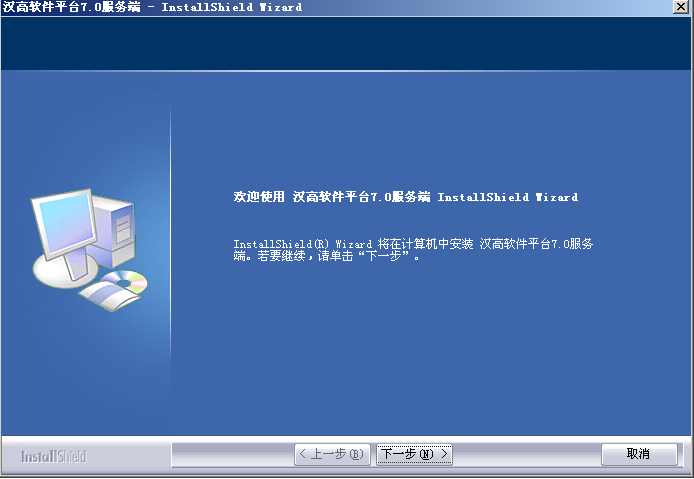 汉高软件平台7.0服务端 - InstallShield Wizard
欢迎使用 汉高软件平台7.0服务端 InstallShield Wizard
InstallShield(R) Wizard 将在计算机中安装 汉高软件平台7.0服务
端。若要继续，请单击“下一步”。
InstallShield
< 上一步(B)
下一步(N) >
取消